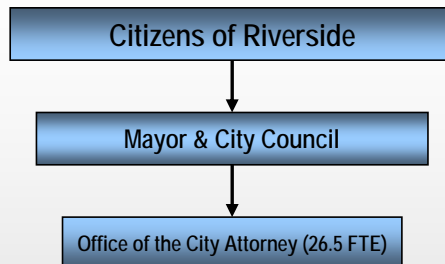 Citizens of Riverside
Mayor & City Council
Office of the City Attorney (26.5 FTE)